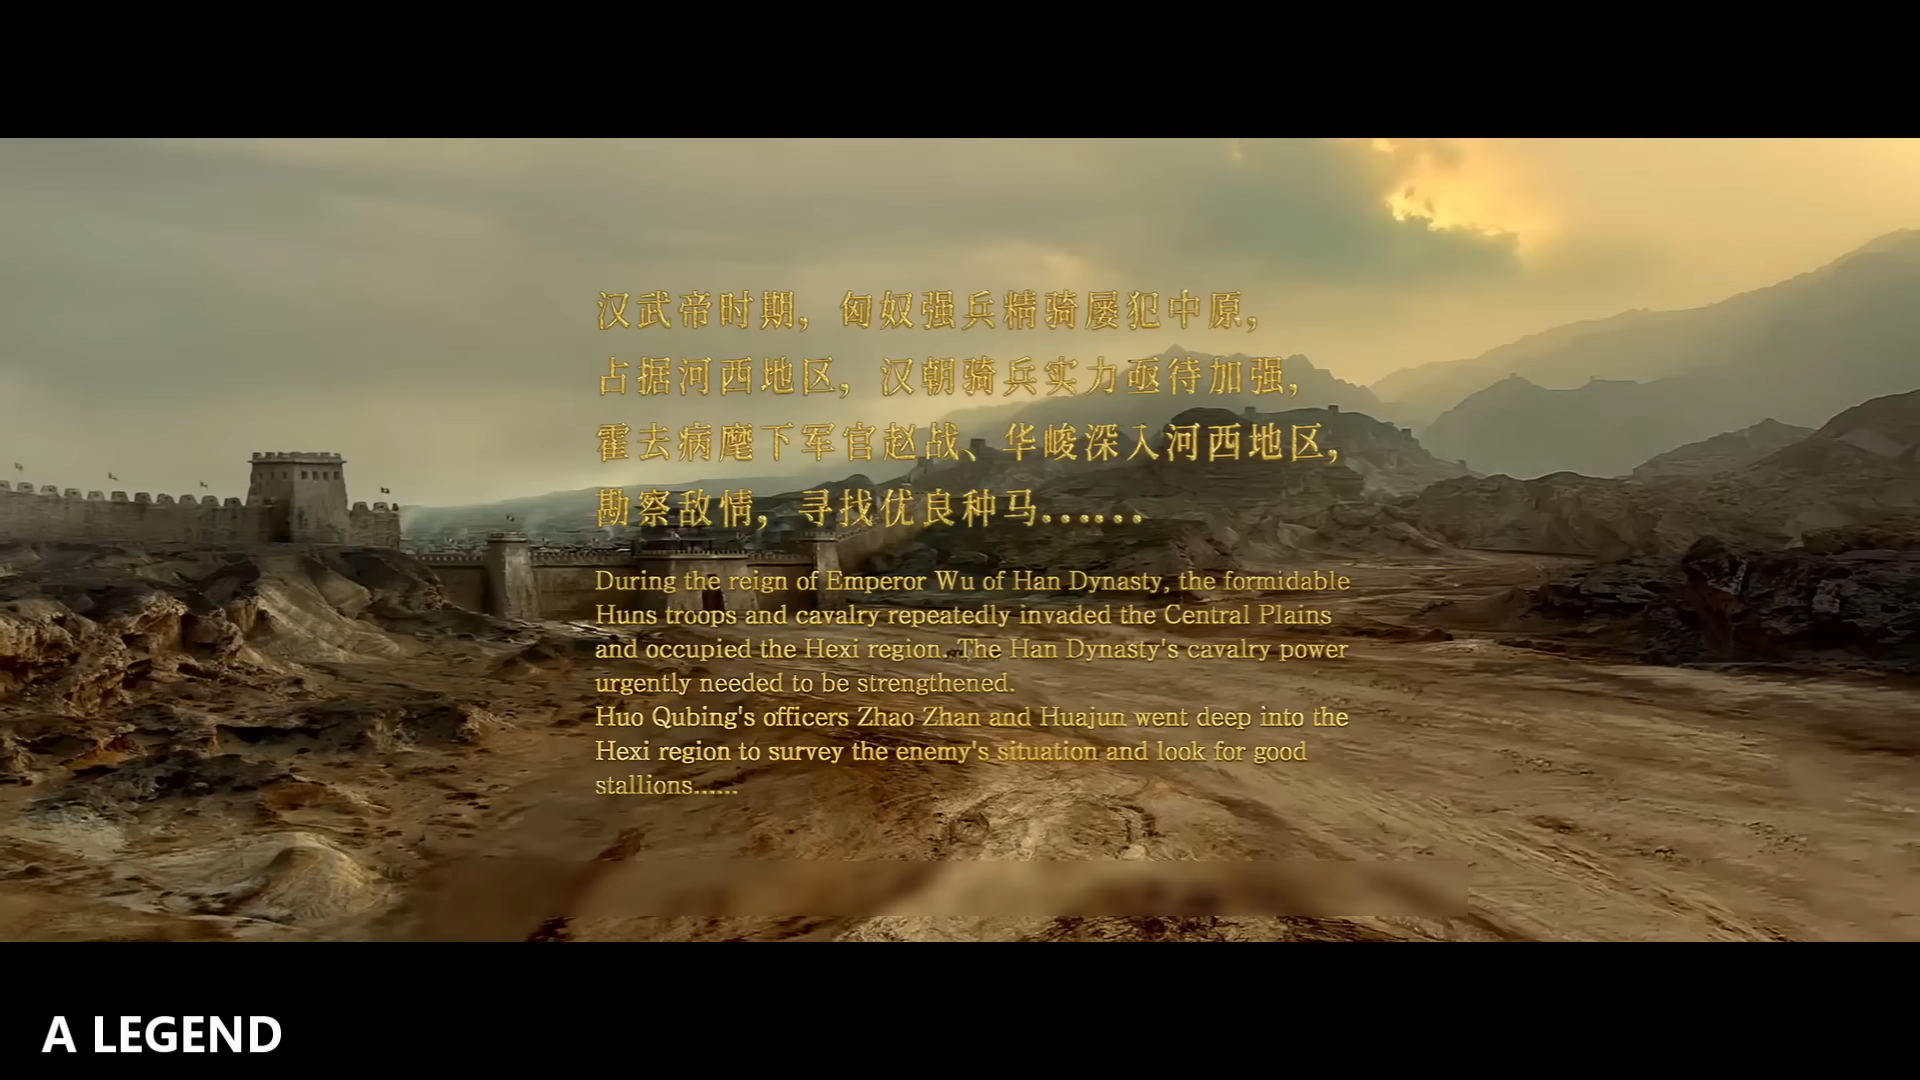 汉武帝时期，匈奴强兵精骑屡犯中原，
占据河西地区，汉朝骑兵实力亟待加强，
霍去病麾下军官赵战、华峻深入河西地区，
勘察敌情，寻找优良种马......
During the reign of Emperor Wu of Han Dynasty, the formidable
Huns troops and cavalry repeatedly invaded the Central Plains
and occupied the Hexi region. The Han Dynasty's cavalry power
urgently needed to be strengthened.
Huo Qubing's officers Zhao Zhan and Huajun went deep into the
Hexi region to survey the enemy's situation and look for good
stallions......
A LEGEND